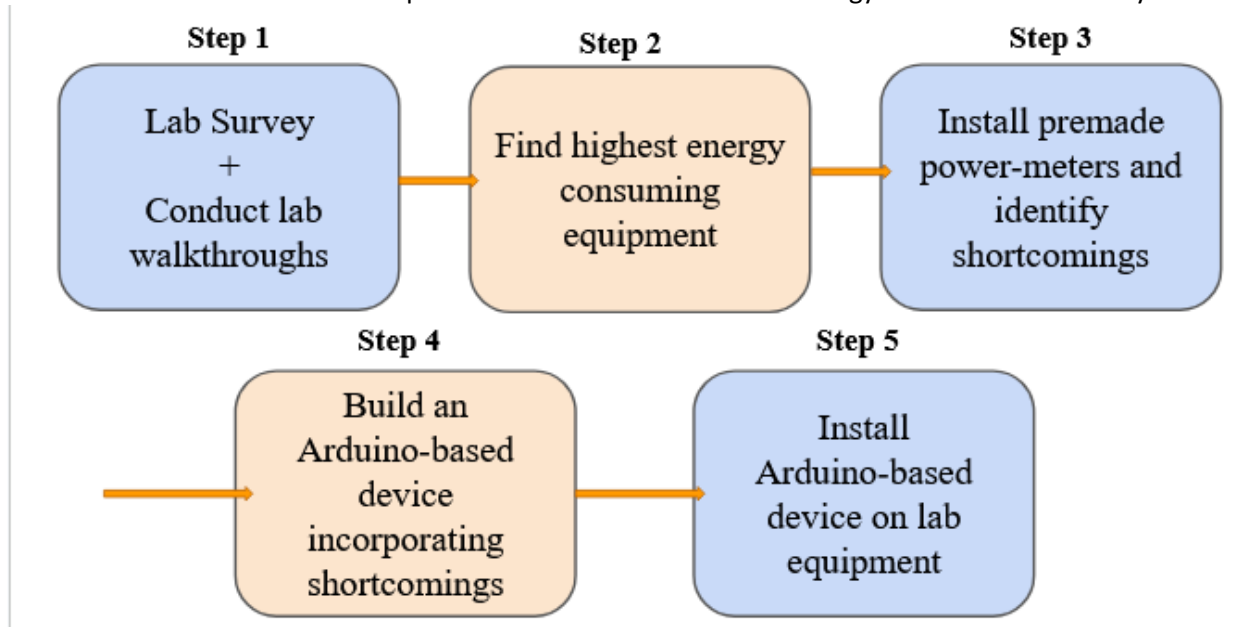 Step 1
Lab Survey
+
Conduct lab
walkthroughs
Step 2
Find highest energy
consuming
equipment
Step 3
Install premade
power-meters and
identify
shortcomings
Step 4
Build an
Arduino-based
device
incorporating
shortcomings
Step 5
Install
Arduino-based
device on lab
equipment